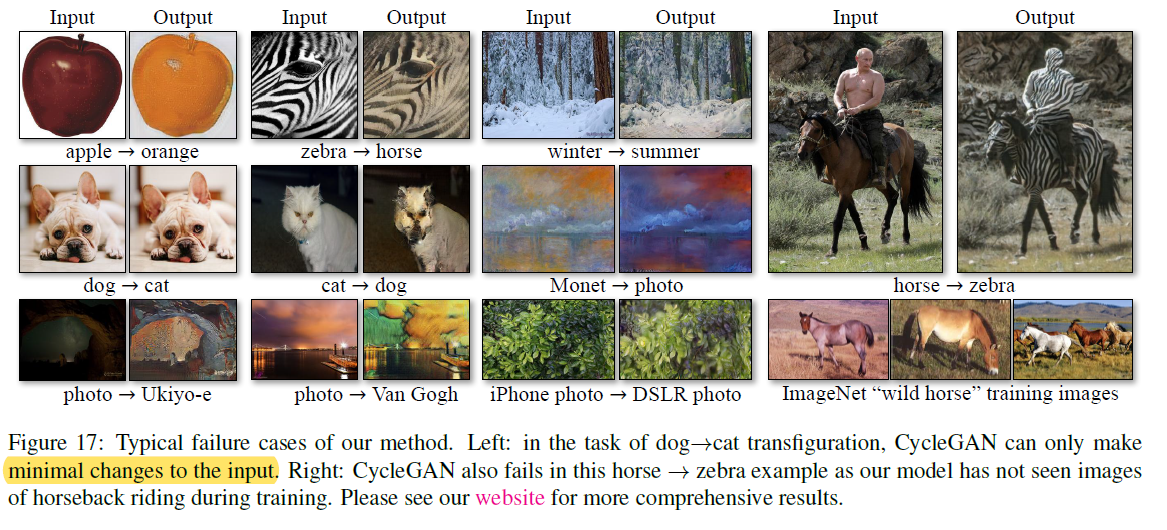 Input Output Input Output Input Output Input Output
apple → orange zebra → horse winter → summer
dog → cat cat → dog Monet → photo horse → zebra
photo → Ukiyo-e photo → Van Gogh iPhone photo → DSLR photo ImageNet “wild horse” training images
Figure 17: Typical failure cases of our method. Left: in the task of dog→cat transfiguration, CycleGAN can only make
minimal changes to the input. Right: CycleGAN also fails in this horse → zebra example as our model has not seen images
of horseback riding during training. Please see our website for more comprehensive results.